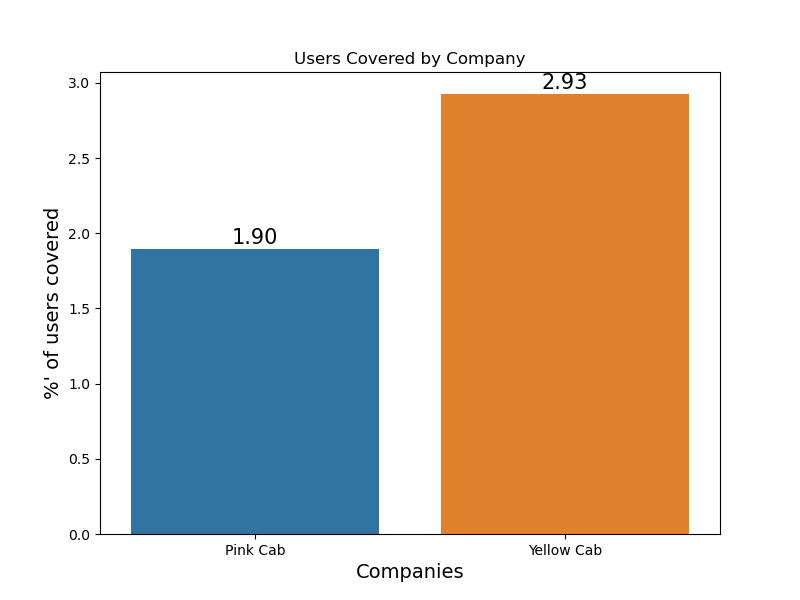 Users Covered by Company
3.0
2.5
2.0
1.5
1.0
0.5
0.0
%' of users covered
1.90
2.93
Pink Cab
Yellow Cab
Companies